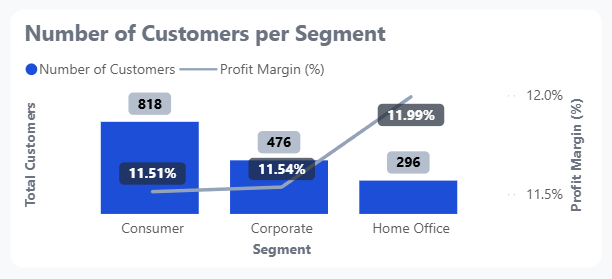 Number of Customers per Segment
Number of Customers Profit Margin (%)
Total Customers
818
476
296
11.51%
11.54%
11.99%
12.0%
11.5%
Profit Margin (%)
Consumer Corporate Home Office
Segment